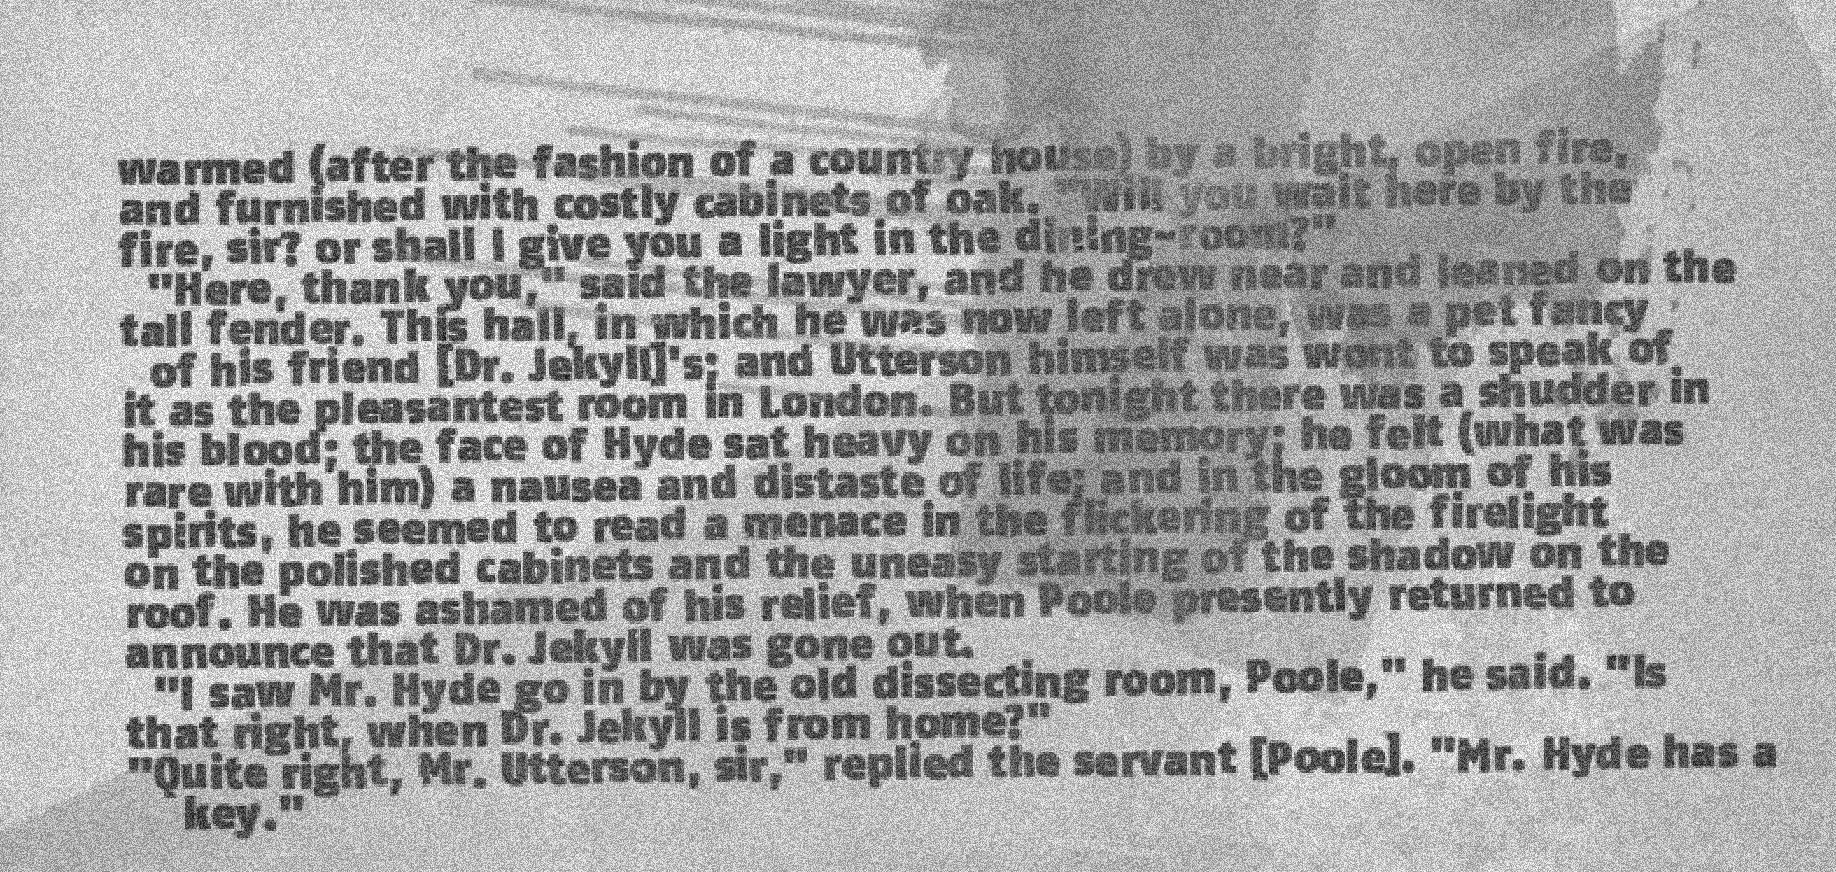 warmed (after the fashion of a country house) by a bright, open fire,
and furnished with costly cabinets of oak. "Will you wait here by the
fire, sir? or shall I give you a light in the dining-room?"
"Here, thank you," said the lawyer, and he drew near and leaned on the
tall fender. This hall, in which he was now left alone, was a pet fancy
of his friend [Dr. Jekyll]'s; and Utterson himself was wont to speak of
it as the pleasantest room in London. But tonight there was a shudder in
his blood; the face of Hyde sat heavy on his memory; he felt (what was
rare with him) a nausea and distaste of life; and in the gloom of his
spirits, he seemed to read a menace in the flickering of the firelight
on the polished cabinets and the uneasy starting of the shadow on the
roof. He was ashamed of his relief, when Poole presently returned to
announce that Dr. Jekyll was gone out.
"I saw Mr. Hyde go in by the old dissecting room, Poole," he said. "Is
that right, when Dr. Jekyll is from home?"
"Quite right, Mr. Utterson, sir," replied the servant [Poole]. "Mr. Hyde has a
key."